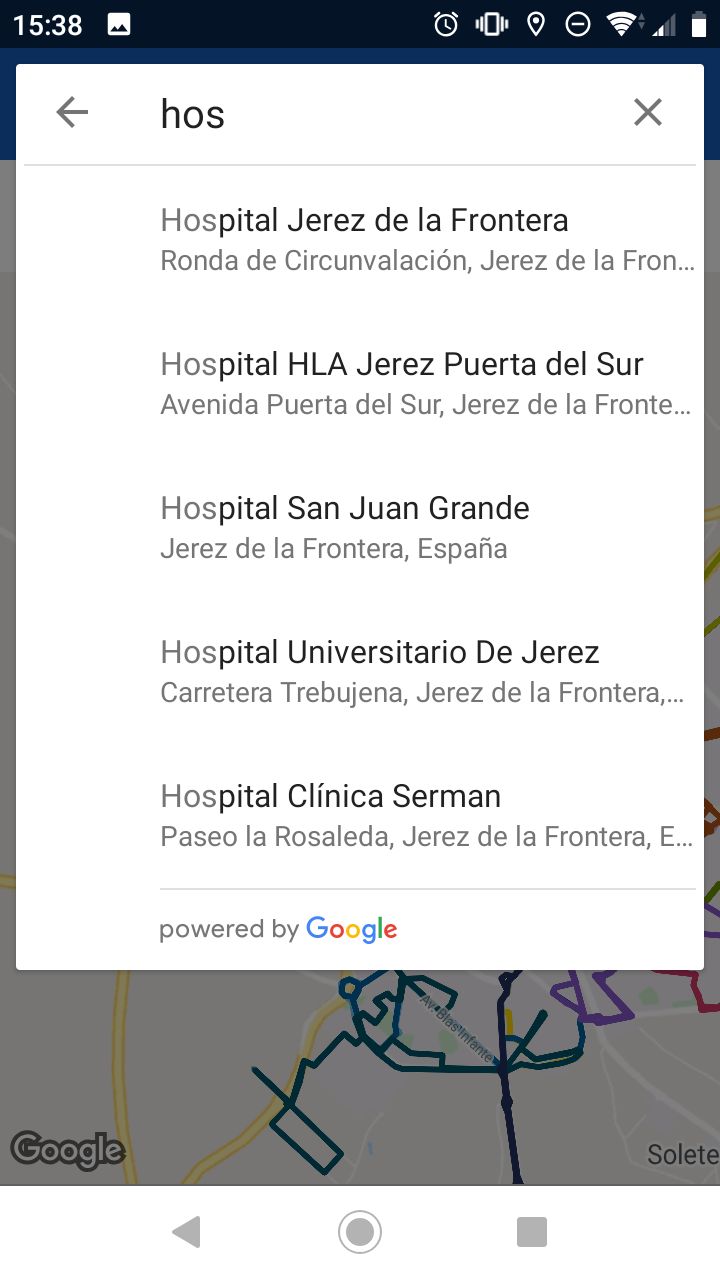 15:38
hos
Hospital Jerez de la Frontera
Ronda de Circunvalación, Jerez de la Fron...
Hospital HLA Jerez Puerta del Sur
Avenida Puerta del Sur, Jerez de la Fronte...
Hospital San Juan Grande
Jerez de la Frontera, España
Hospital Universitario De Jerez
Carretera Trebujena, Jerez de la Frontera,...
Hospital Clínica Serman
Paseo la Rosaleda, Jerez de la Frontera, E...
powered by Google
Av. Blas Infante
Google
Solete